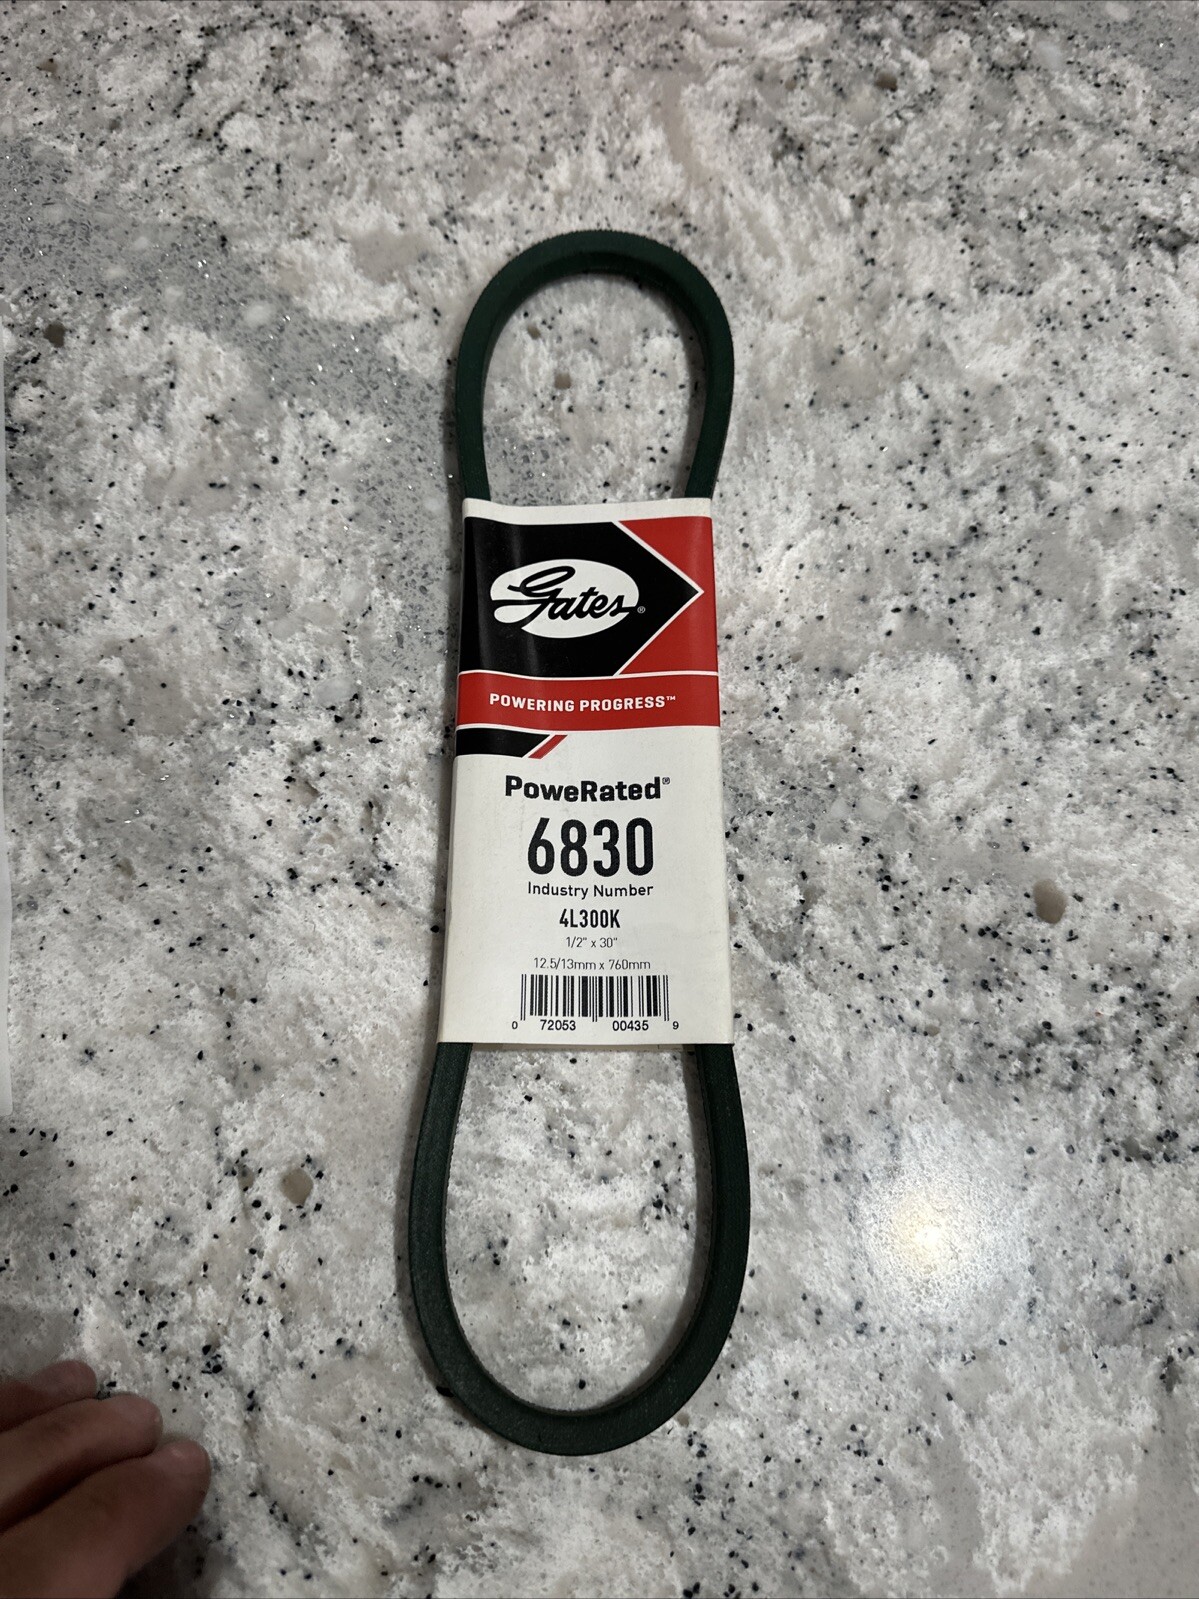 Gates®
POWERING PROGRESS™
PoweRated®
6830
Industry Number
4L300K
1/2" x 30"
12.5/13mm x 760mm
0 72053 00435 9